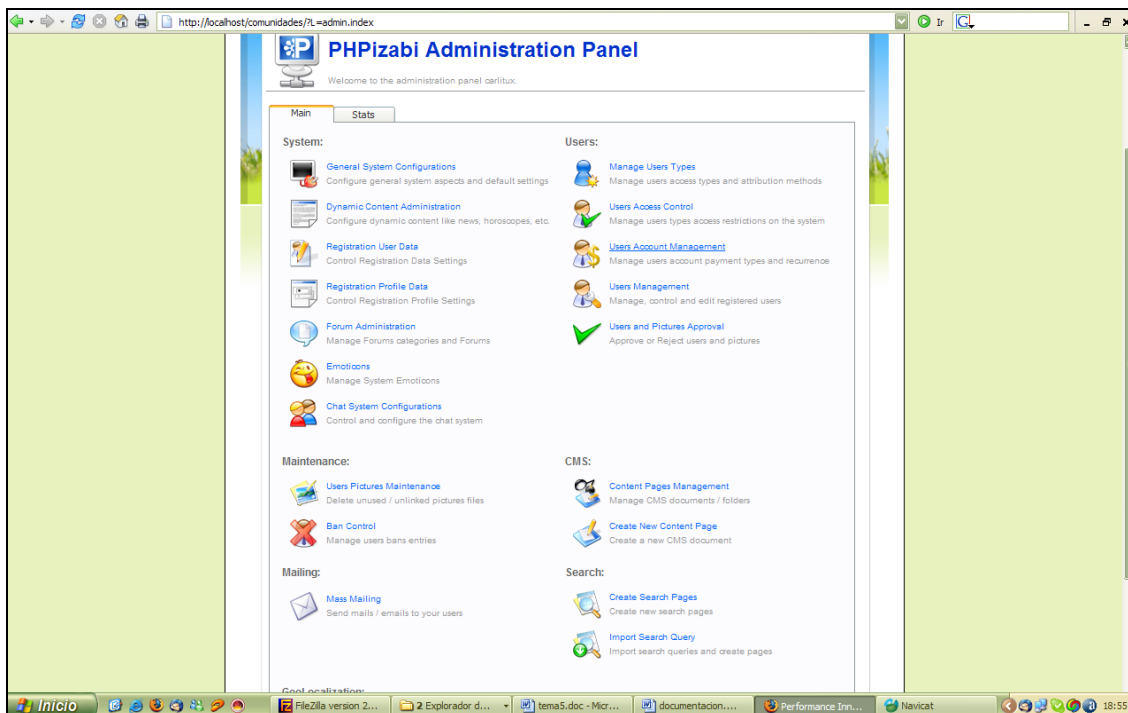 http://localhost/comunidades/?L=admin.index
Ir
G
PHPizabi Administration Panel
Welcome to the administration panel carlitux.
Main
Stats
System:
General System Configurations
Configure general system aspects and default settings
Dynamic Content Administration
Configure dynamic content like news, horoscopes, etc.
Registration User Data
Control Registration Data Settings
Registration Profile Data
Control Registration Profile Settings
Forum Administration
Manage Forums categories and Forums
Emoticons
Manage System Emoticons
Chat System Configurations
Control and configure the chat system
Users:
Manage Users Types
Manage users access types and attribution methods
Users Access Control
Manage users types access restrictions on the system
Users Account Management
Manage users account payment types and recurrence
Users Management
Manage, control and edit registered users
Users and Pictures Approval
Approve or Reject users and pictures
Maintenance:
Users Pictures Maintenance
Delete unused / unlinked pictures files
Ban Control
Manage users bans entries
CMS:
Content Pages Management
Manage CMS documents / folders
Create New Content Page
Create a new CMS document
Mailing:
Mass Mailing
Send mails / emails to your users
Search:
Create Search Pages
Create new search pages
Import Search Query
Import search queries and create pages
GeoLocalization:
Inicio
FileZilla version 2...
2 Explorador d...
tema5.doc - Micr...
documentacion....
Performance Inn...
Navicat
18:55